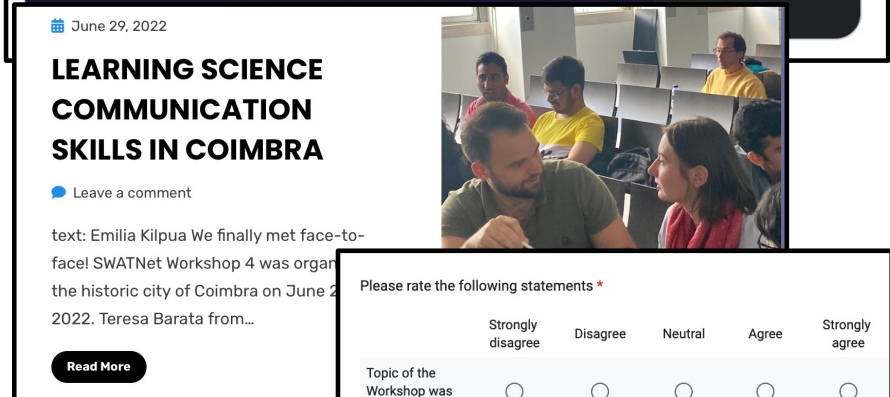 June 29, 2022
LEARNING SCIENCE
COMMUNICATION
SKILLS IN COIMBRA
Leave a comment
text: Emilia Kilpua We finally met face-to-
face! SWATNet Workshop 4 was organ
the historic city of Coimbra on June 2
2022. Teresa Barata from...
Read More
Please rate the following statements *
Strongly disagree
Disagree
Neutral
Agree
Strongly agree
Topic of the
Workshop was